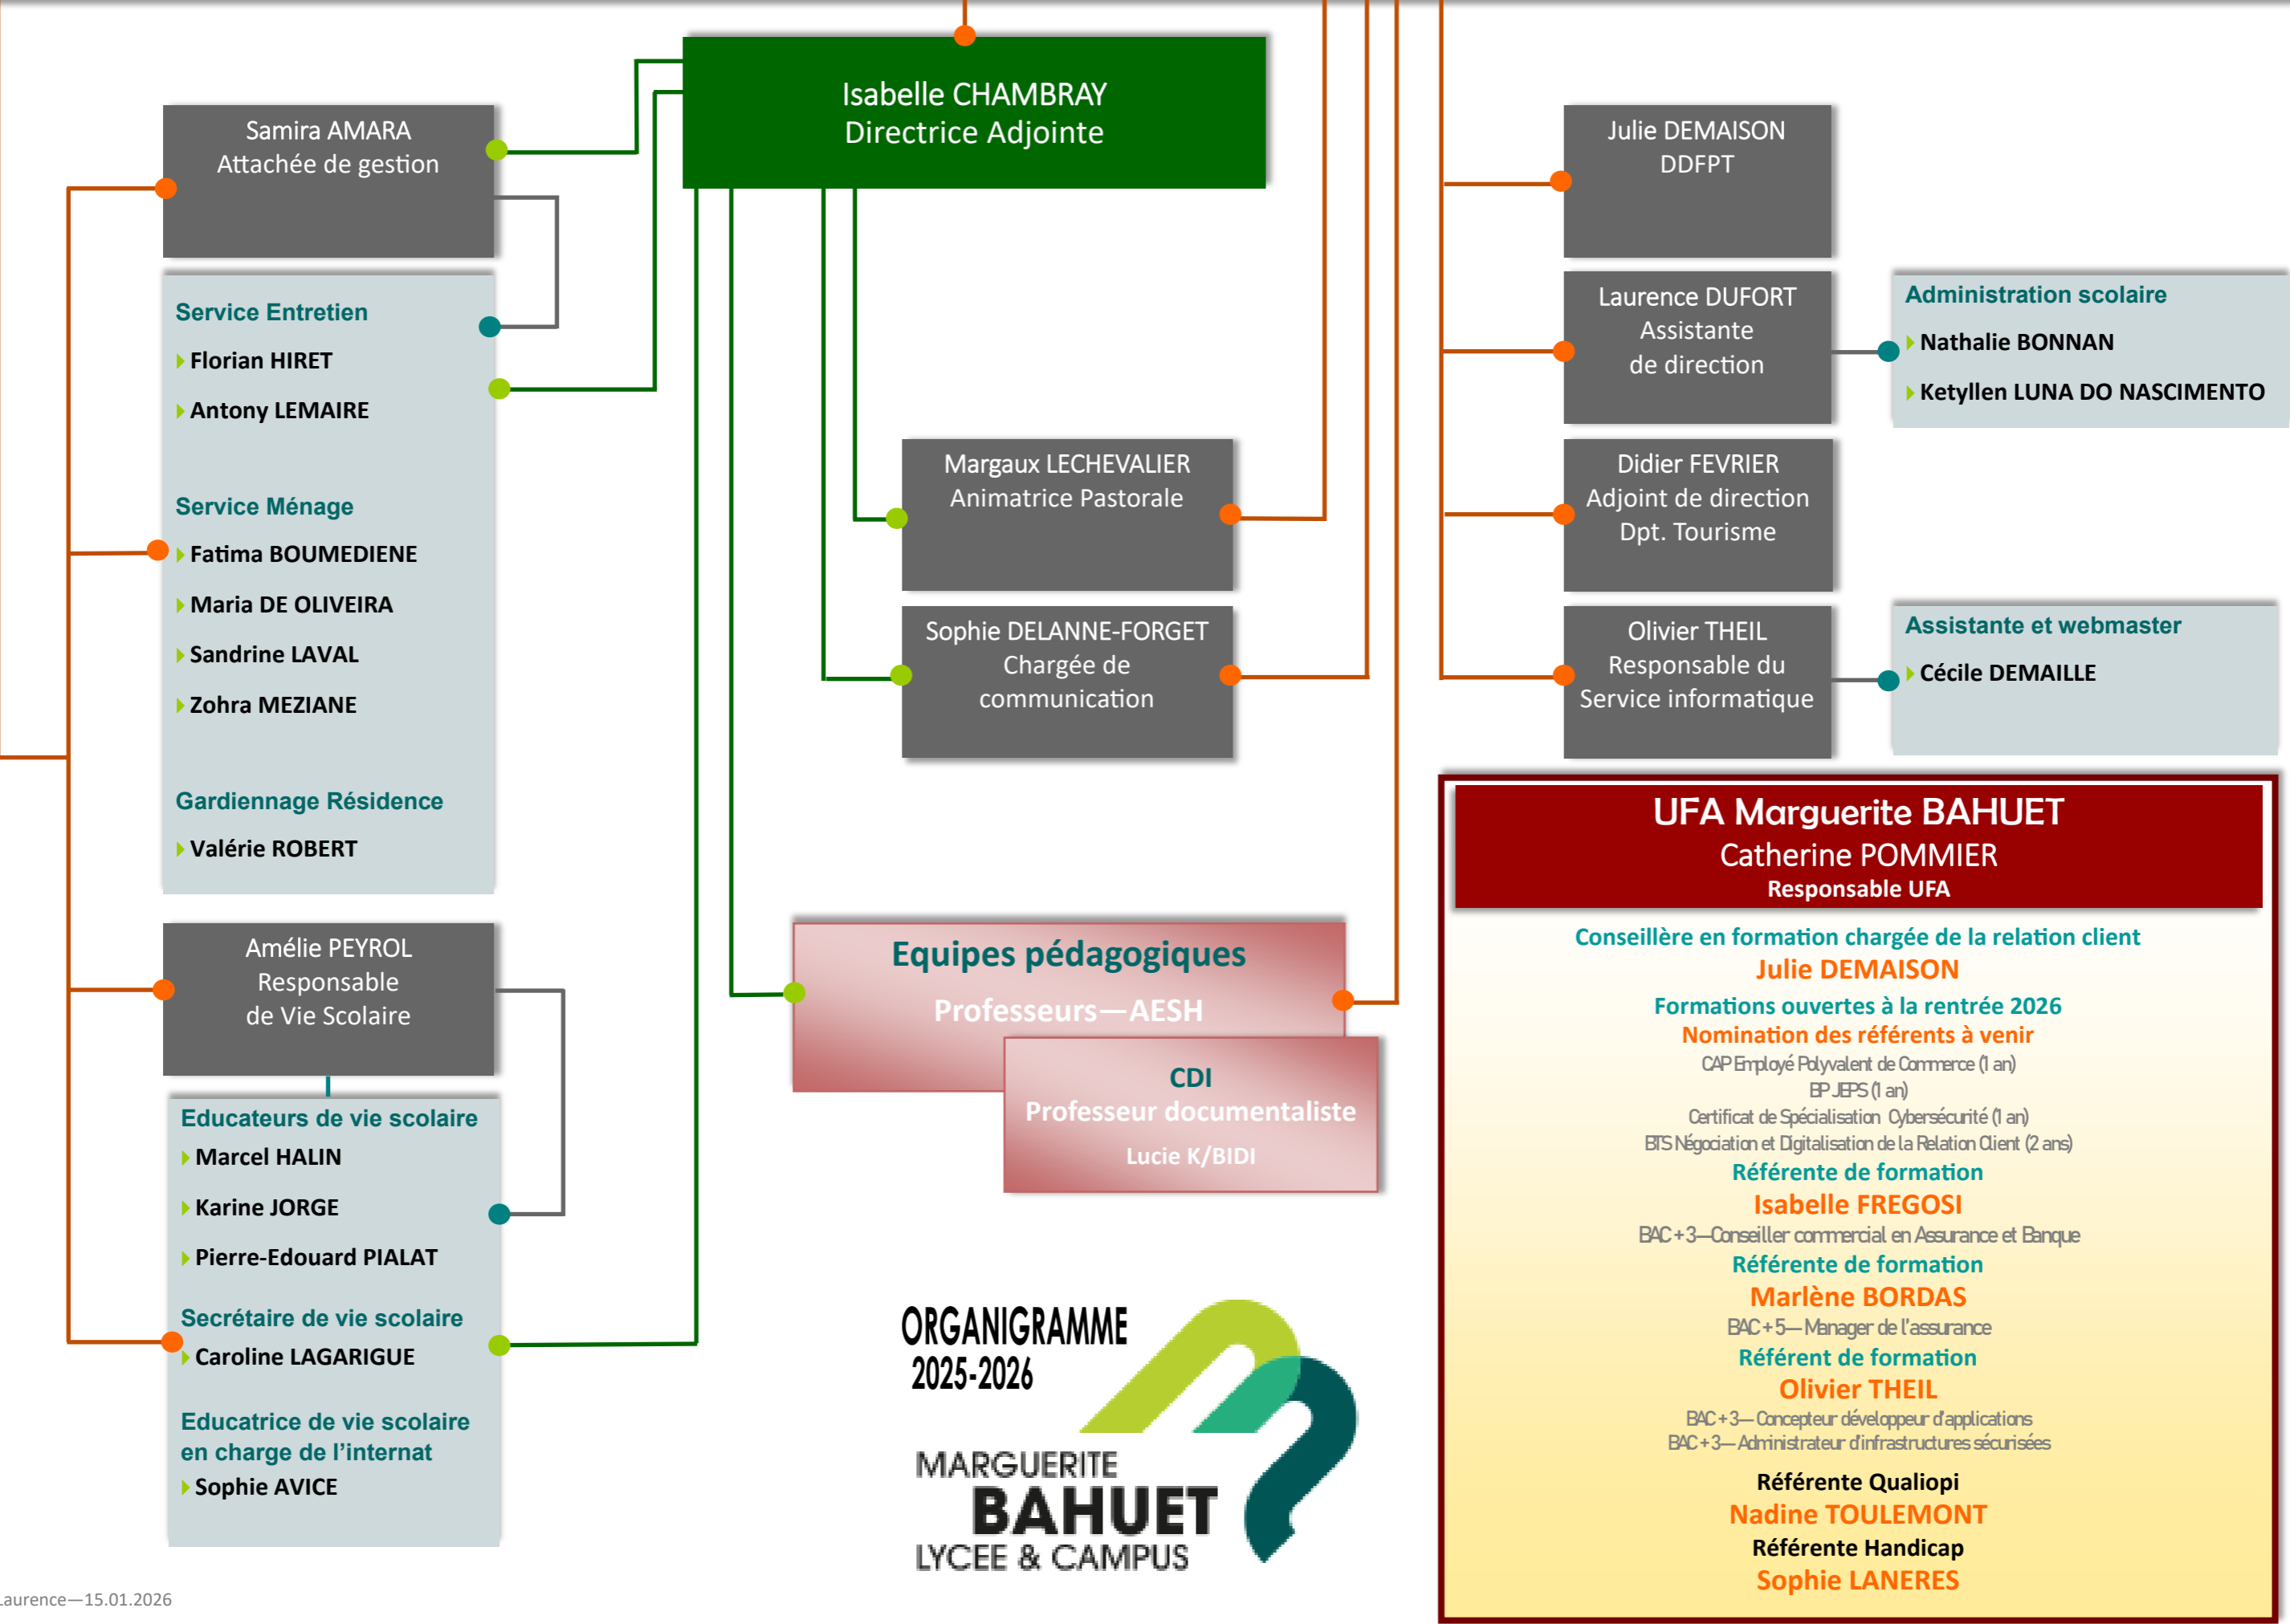 Isabelle CHAMBRAY
Directrice Adjointe
Samira AMARA
Attachée de gestion
Service Entretien
Florian HIRET
Antony LEMAIRE
Service Ménage
Fatima BOUMEDIENE
Maria DE OLIVEIRA
Sandrine LAVAL
Zohra MEZIANE
Gardiennage Résidence
Valérie ROBERT
Amélie PEYROL
Responsable
de Vie Scolaire
Educateurs de vie scolaire
Marcel HALIN
Karine JORGE
Pierre-Edouard PIALAT
Secrétaire de vie scolaire
Caroline LAGARIGUE
Educatrice de vie scolaire
en charge de l’internat
Sophie AVICE
Margaux LECHEVALIER
Animatrice Pastorale
Sophie DELANNE-FORGET
Chargée de
communication
Equipes pédagogiques
Professeurs—AESH
CDI
Professeur documentaliste
Lucie K/BIDI
ORGANIGRAMME
2025-2026
MARGUERITE
BAHUET
LYCEE & CAMPUS
Julie DEMAISON
DDFPT
Laurence DUFORT
Assistante
de direction
Administration scolaire
Nathalie BONNAN
Ketyllen LUNA DO NASCIMENTO
Didier FEVRIER
Adjoint de direction
Dpt. Tourisme
Olivier THEIL
Responsable du
Service informatique
Assistante et webmaster
Cécile DEMAILLE
UFA Marguerite BAHUET
Catherine POMMIER
Responsable UFA
Conseillère en formation chargée de la relation client
Julie DEMAISON
Formations ouvertes à la rentrée 2026
Nomination des référents à venir
CAP Employé Polyvalent de Commerce (1 an)
BP JEPS (1 an)
Certificat de Spécialisation Cybersécurité (1 an)
BTS Négociation et Digitalisation de la Relation Client (2 ans)
Référente de formation
Isabelle FREGOSI
BAC + 3—Conseiller commercial en Assurance et Banque
Référente de formation
Marlène BORDAS
BAC + 5— Manager de l’assurance
Référent de formation
Olivier THEIL
BAC + 3— Concepteur développeur d’applications
BAC + 3— Administrateur d’infrastructures sécurisées
Référente Qualiopi
Nadine TOULEMONT
Référente Handicap
Sophie LANERES
Laurence—15.01.2026